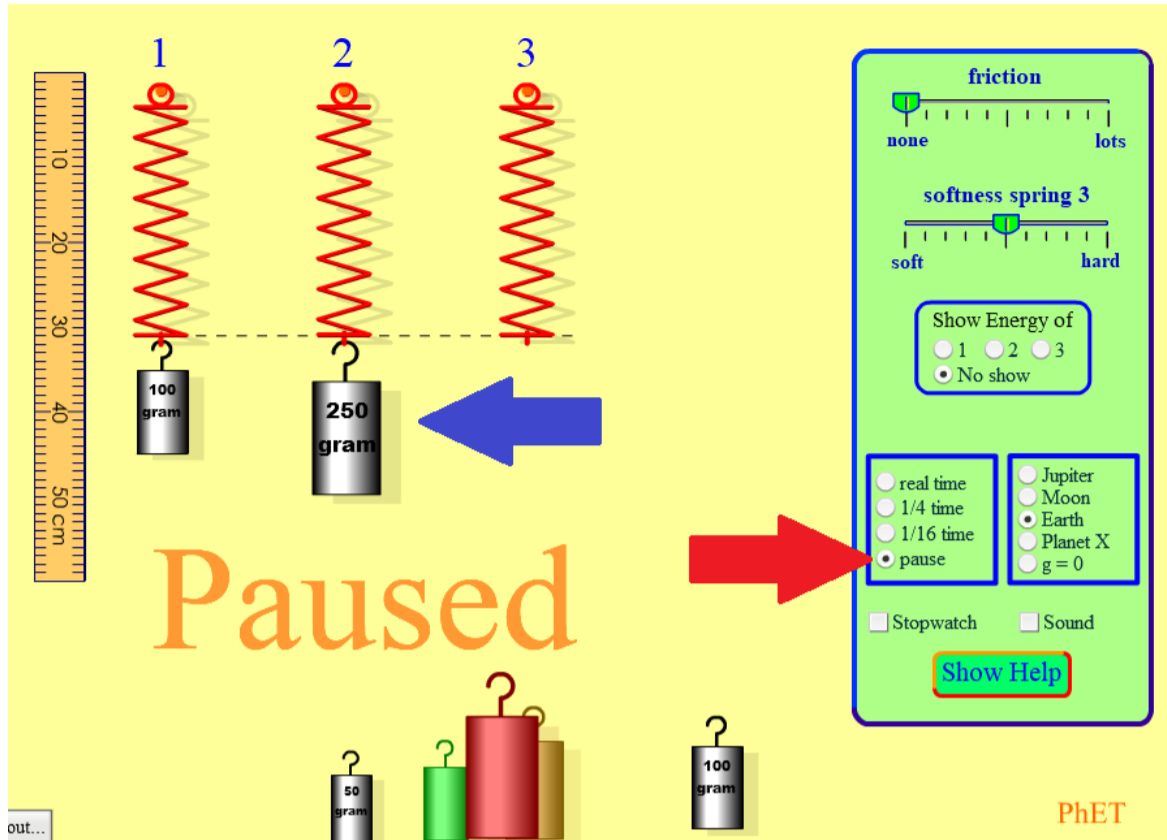 1
2
3
10
20
30
40
50 cm
100
gram
250
gram
Paused
50
gram
100
gram
out...
friction
none
lots
softness spring 3
soft
hard
Show Energy of
1
2
3
No show
real time
1/4 time
1/16 time
pause
Jupiter
Moon
Earth
Planet X
g = 0
Stopwatch
Sound
Show Help
PhET